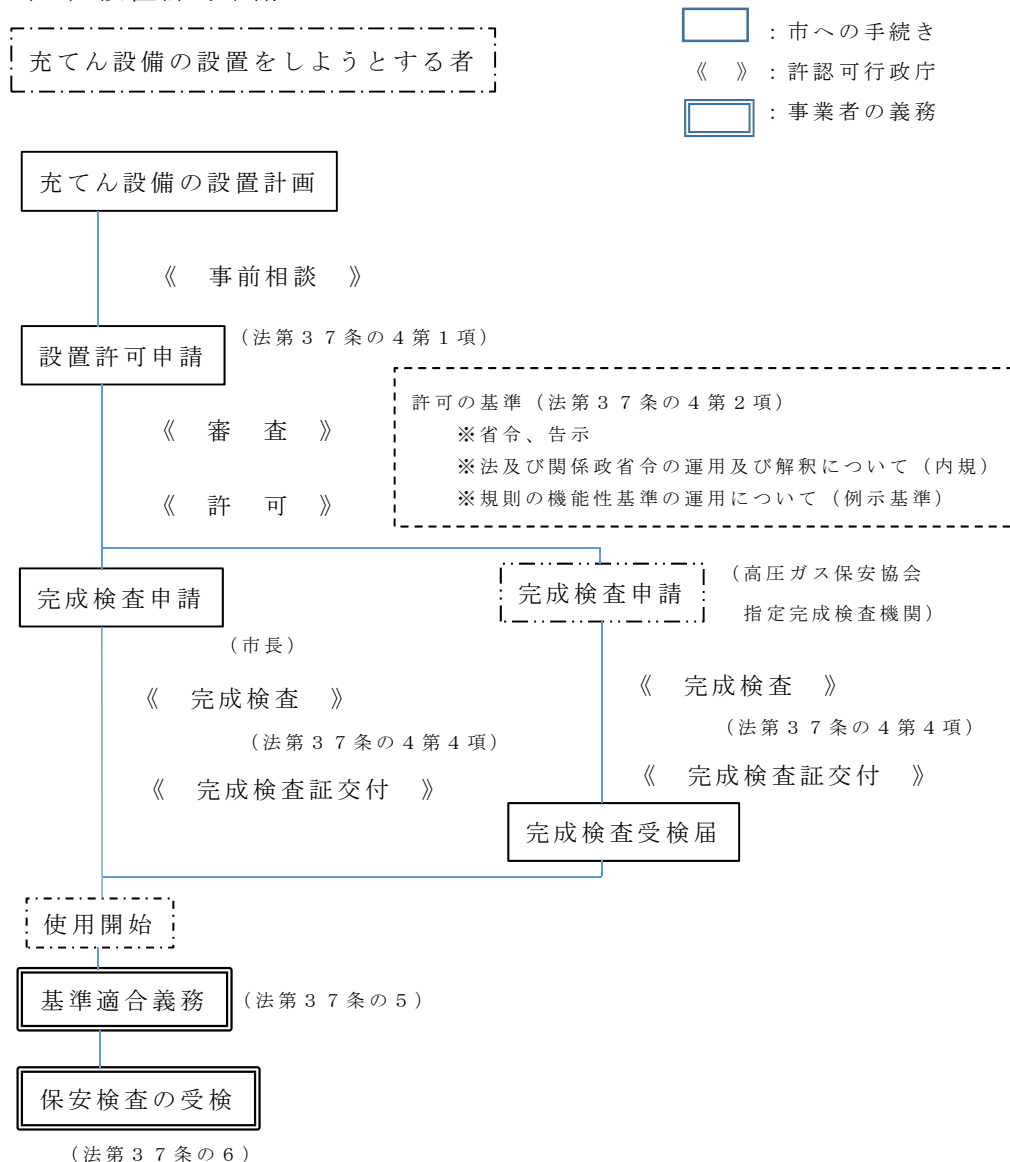 充てん設備の設置をしようとする者
：市への手続き
《　》：許認可行政庁
：事業者の義務
充てん設備の設置計画
《　事前相談　》
設置許可申請
（法第３７条の４第１項）
《　審　査　》
《　許　可　》
許可の基準（法第３７条の４第２項）
※省令、告示
※法及び関係政省令の運用及び解釈について（内規）
※規則の機能性基準の運用について（例示基準）
完成検査申請
（市長）
《　完成検査　》
（法第３７条の４第４項）
《　完成検査証交付　》
完成検査申請
（高圧ガス保安協会
指定完成検査機関）
《　完成検査　》
（法第３７条の４第４項）
《　完成検査証交付　》
完成検査受検届
使用開始
基準適合義務
（法第３７条の５）
保安検査の受検
（法第３７条の６）